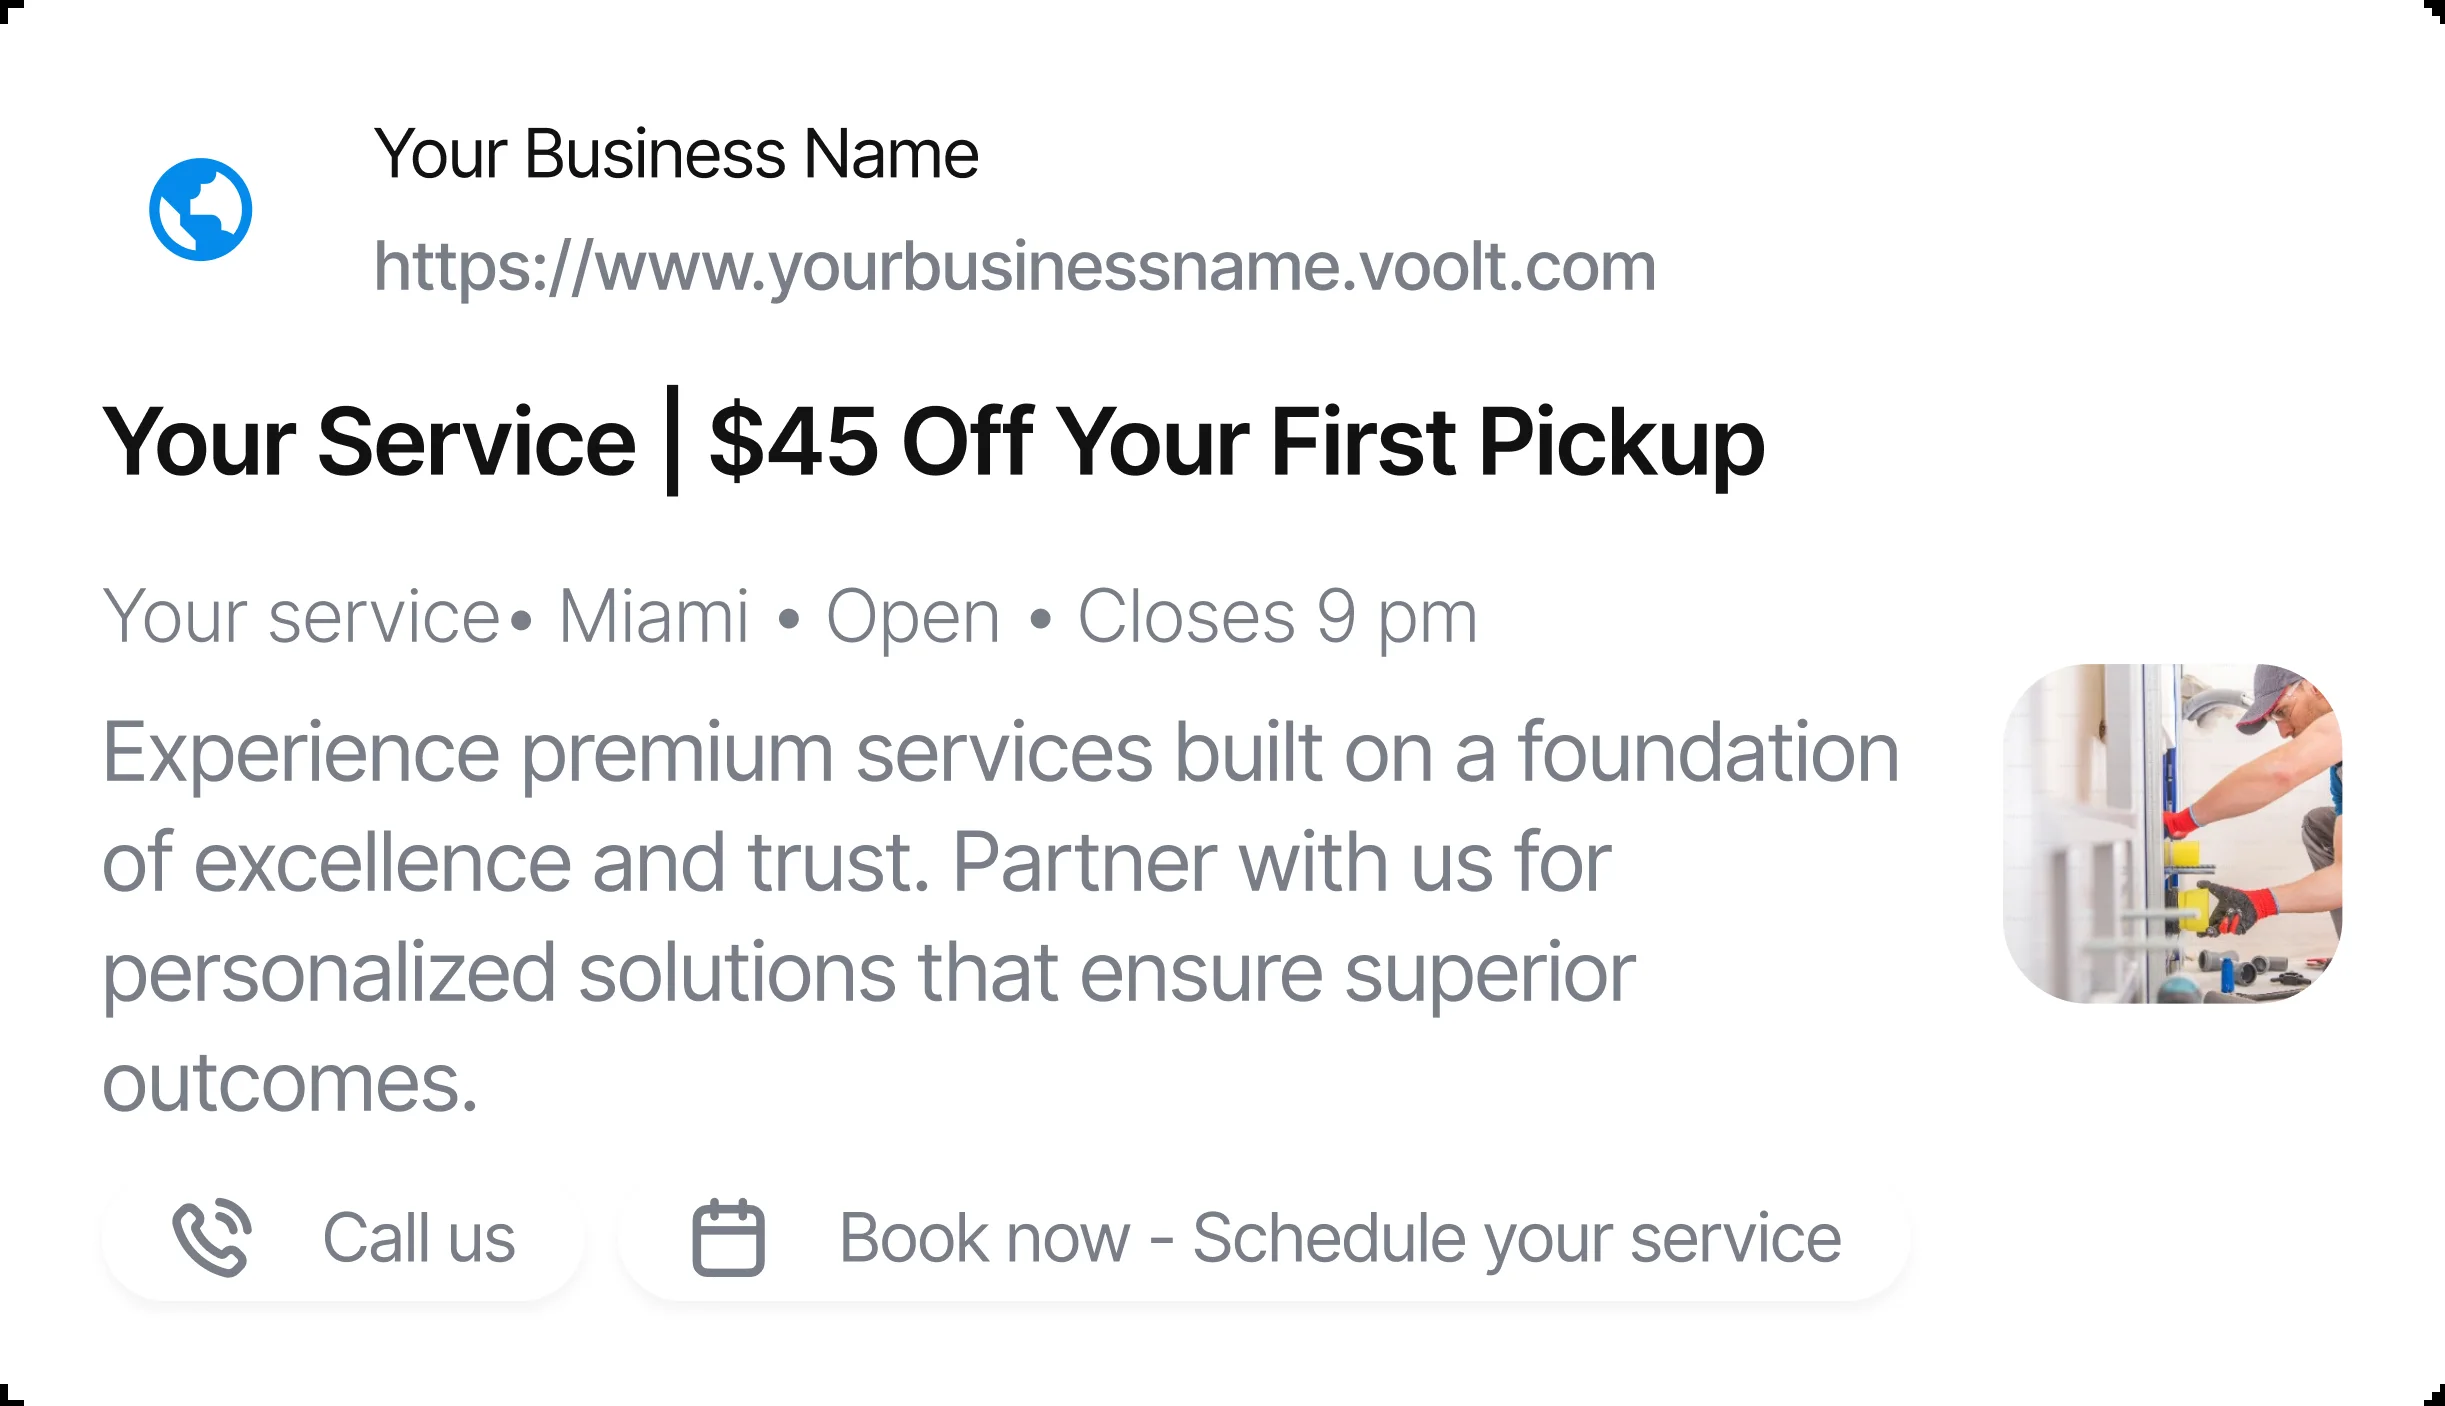 Your Business Name
https://www.yourbusinessname.voolt.com
Your Service | $45 Off Your First Pickup
Your service• Miami • Open • Closes 9 pm
Experience premium services built on a foundation
of excellence and trust. Partner with us for
personalized solutions that ensure superior
outcomes.
Call us
Book now - Schedule your service